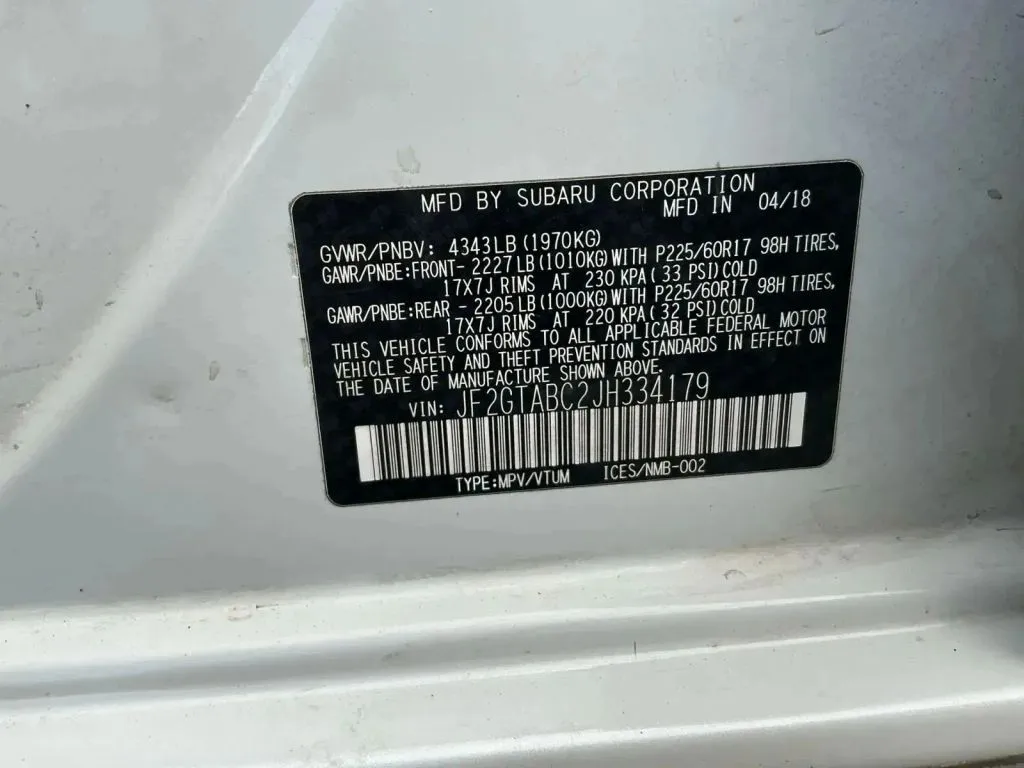 MFD BY SUBARU CORPORATION
MFD IN 04/18
GVWR/PNBV: 4343LB (1970KG)
GAWR/PNBE:FRONT- 2227LB (1010KG) WITH P225/60R17 98H TIRES,
17X7J RIMS AT 230 KPA (33 PSI) COLD
GAWR/PNBE:REAR - 2205LB (1000KG) WITH P225/60R17 98H TIRES,
17X7J RIMS AT 220 KPA (32 PSI) COLD
THIS VEHICLE CONFORMS TO ALL APPLICABLE FEDERAL MOTOR
VEHICLE SAFETY AND THEFT PREVENTION STANDARDS IN EFFECT ON
THE DATE OF MANUFACTURE SHOWN ABOVE.
VIN: JF2GTABC2JH334179
TYPE:MPV/VTUM ICES/NMB-002